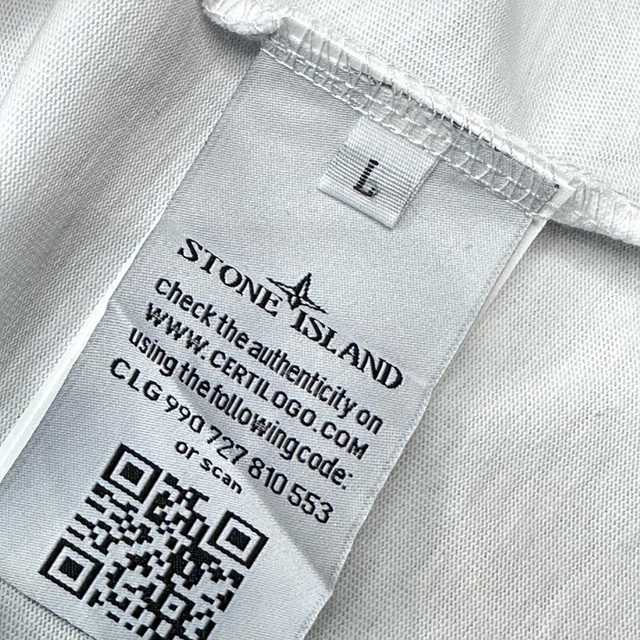 L
STONE ISLAND
check the authenticity on
WWW.CERTILOGO.COM
using the following code:
CLG 990 727 810 553
or scan